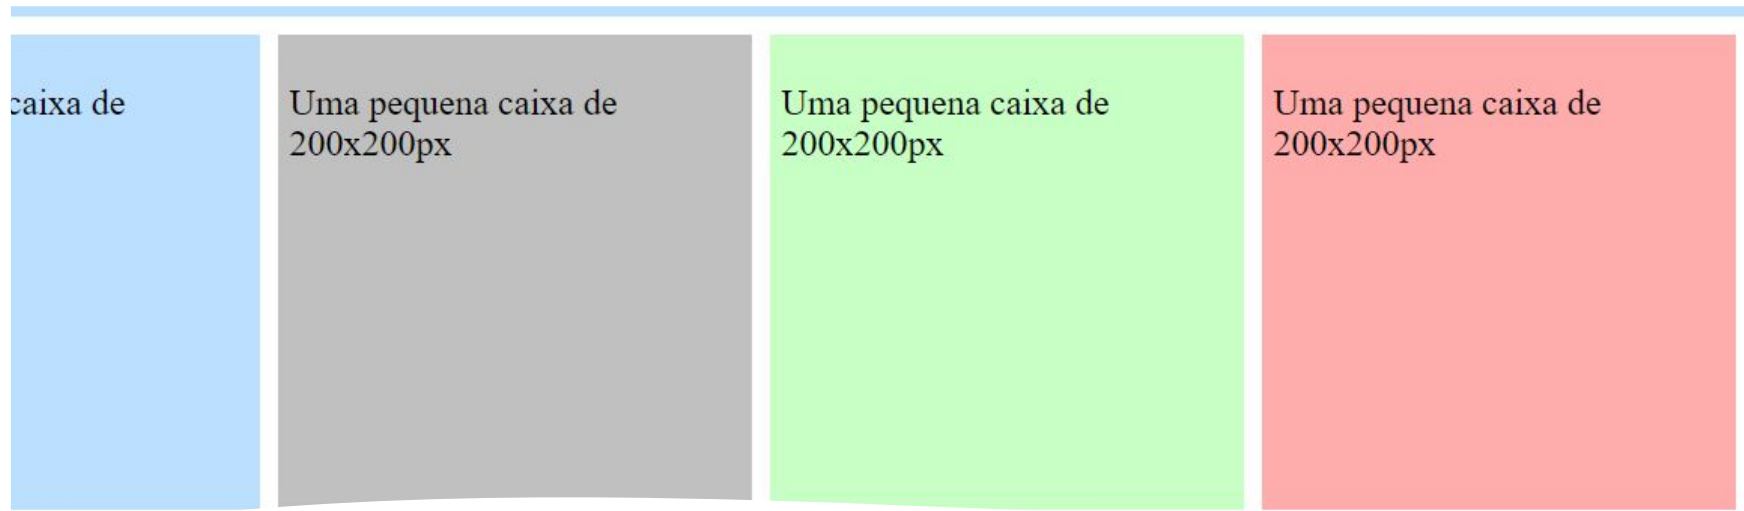 caixa de
Uma pequena caixa de
200x200px
Uma pequena caixa de
200x200px
Uma pequena caixa de
200x200px